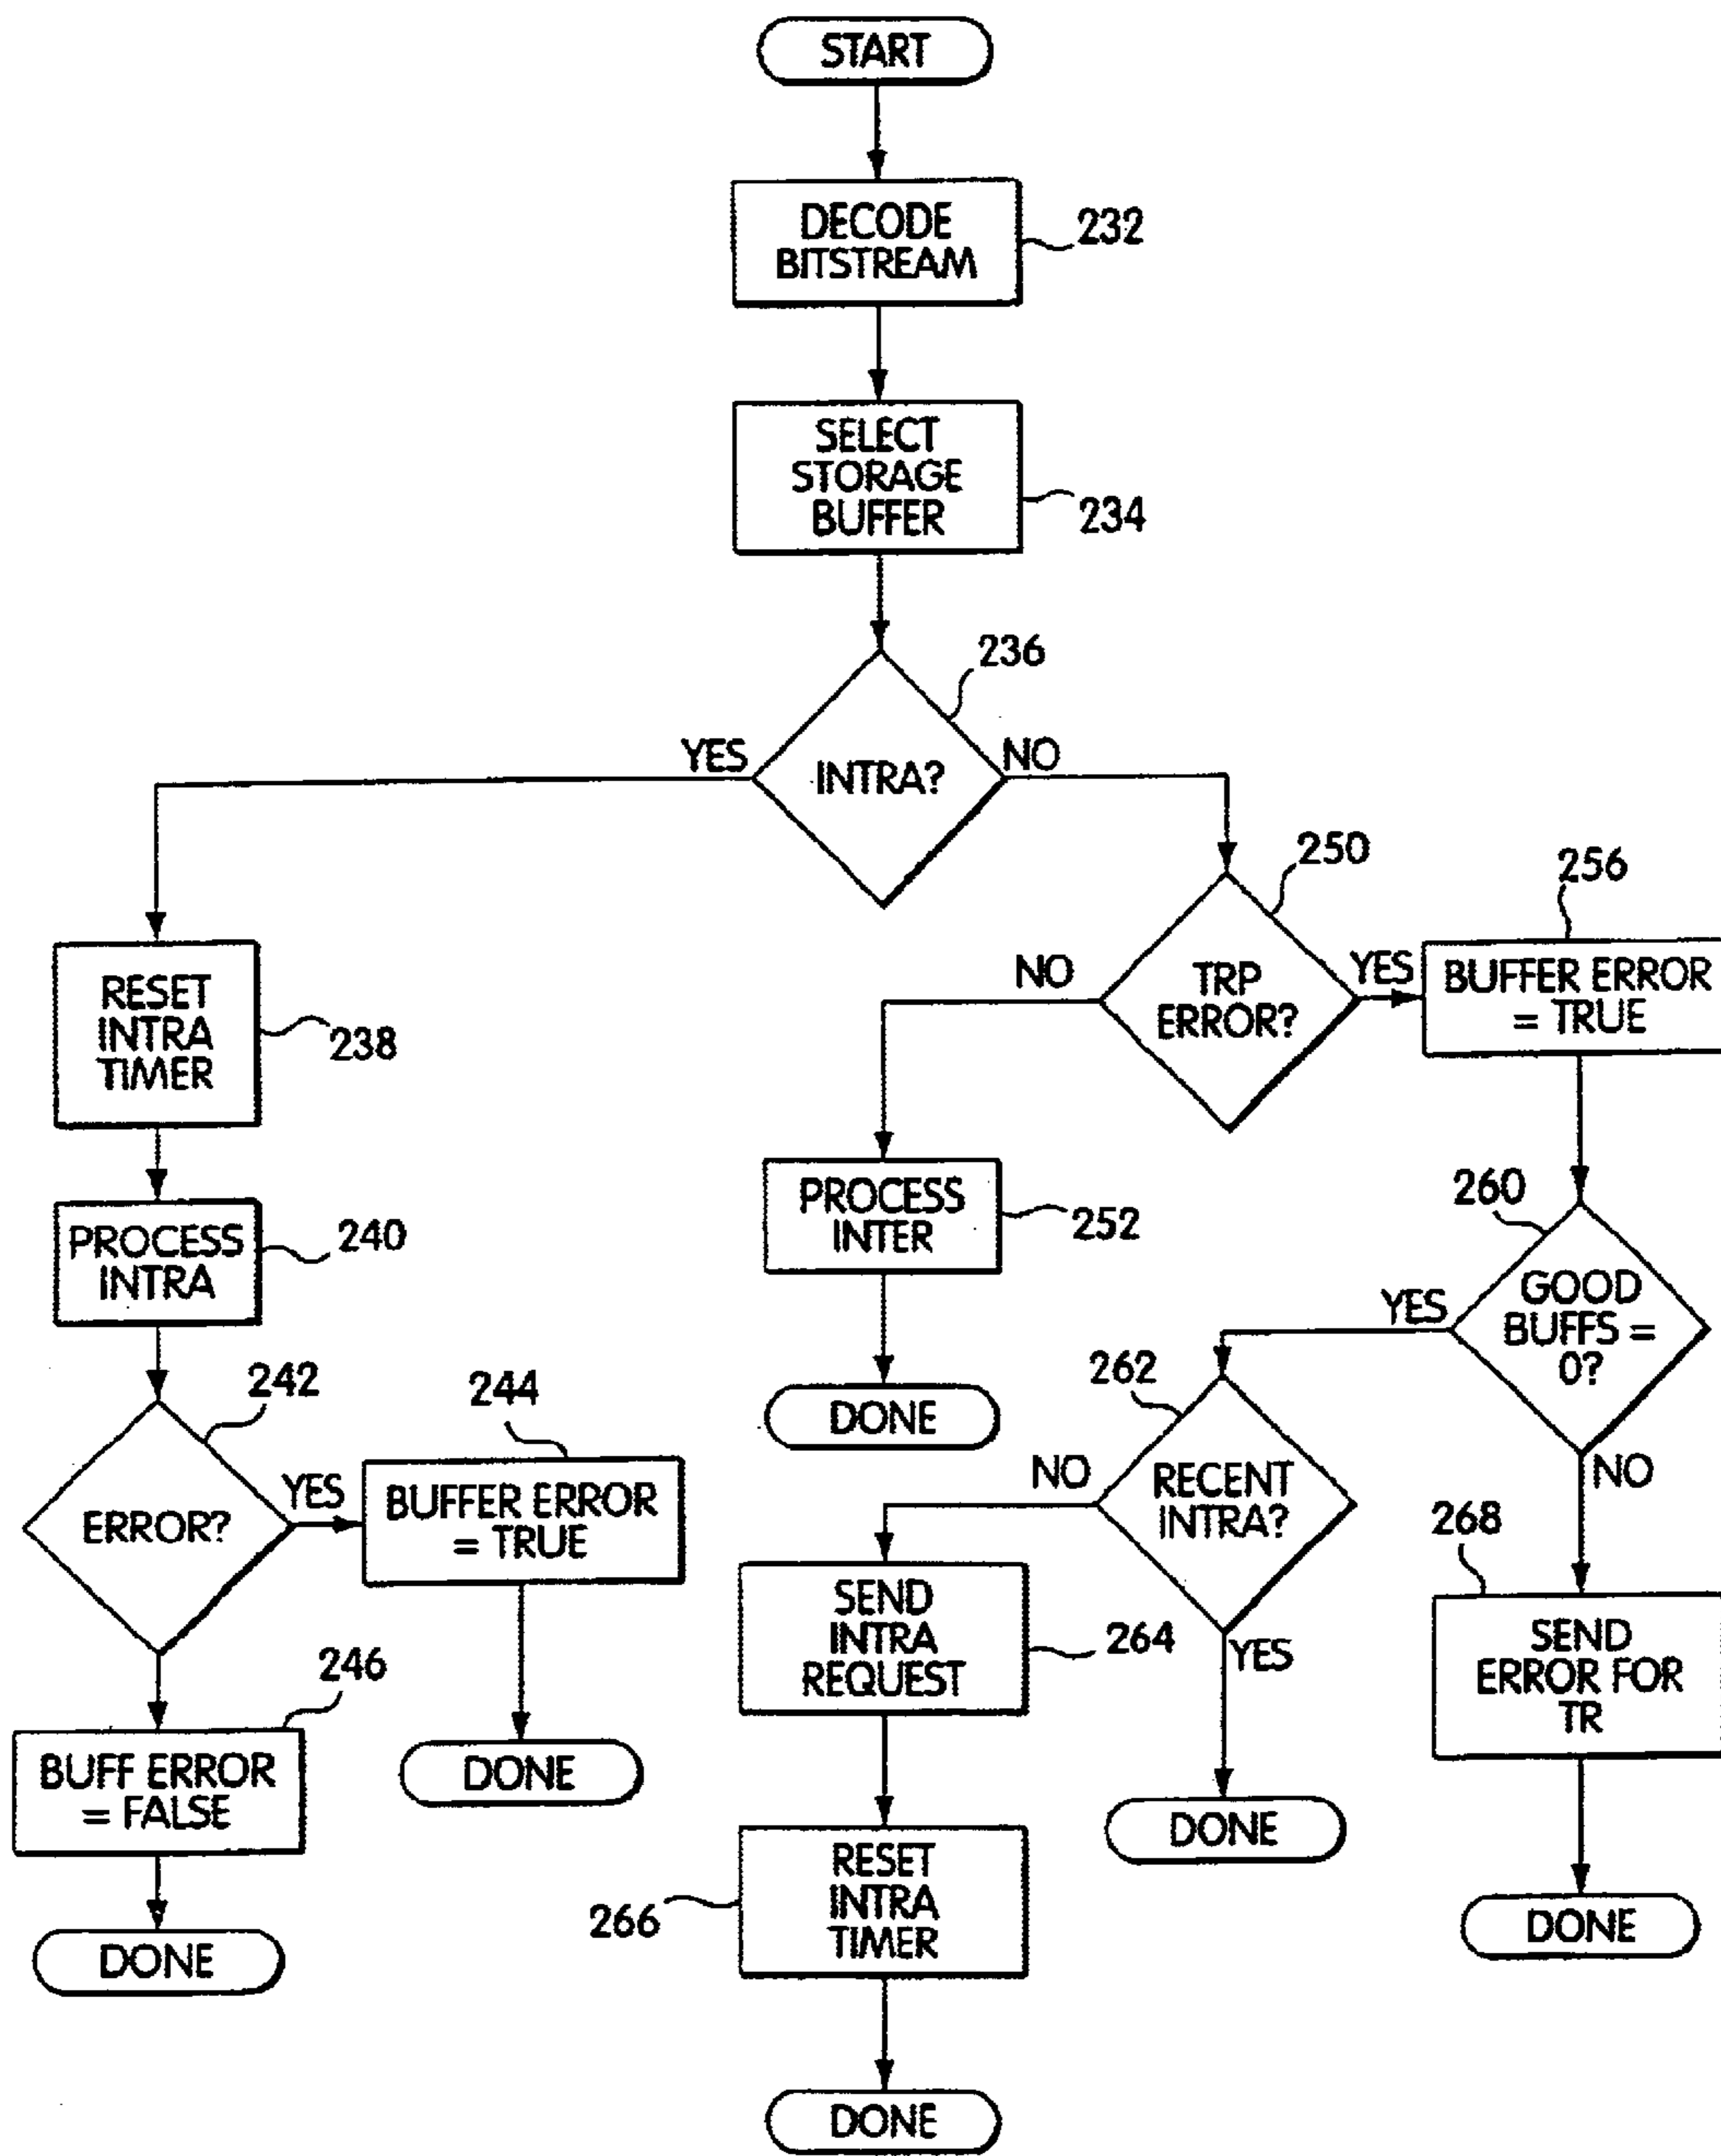 START
DECODE
BITSTREAM
232
SELECT
STORAGE
BUFFER
234
236
INTRA?
YES
NO
250
256
RESET
INTRA
TIMER
238
NO
TRP
ERROR?
YES
BUFFER ERROR
= TRUE
PROCESS
INTRA
240
PROCESS
INTER
252
260
GOOD
BUFFS =
0?
YES
NO
242
ERROR?
YES
244
BUFFER ERROR
= TRUE
DONE
262
RECENT
INTRA?
NO
YES
268
SEND
ERROR FOR
TR
SEND
INTRA
REQUEST
264
246
BUFF ERROR
= FALSE
DONE
DONE
RESET
INTRA
TIMER
266
DONE
DONE
DONE